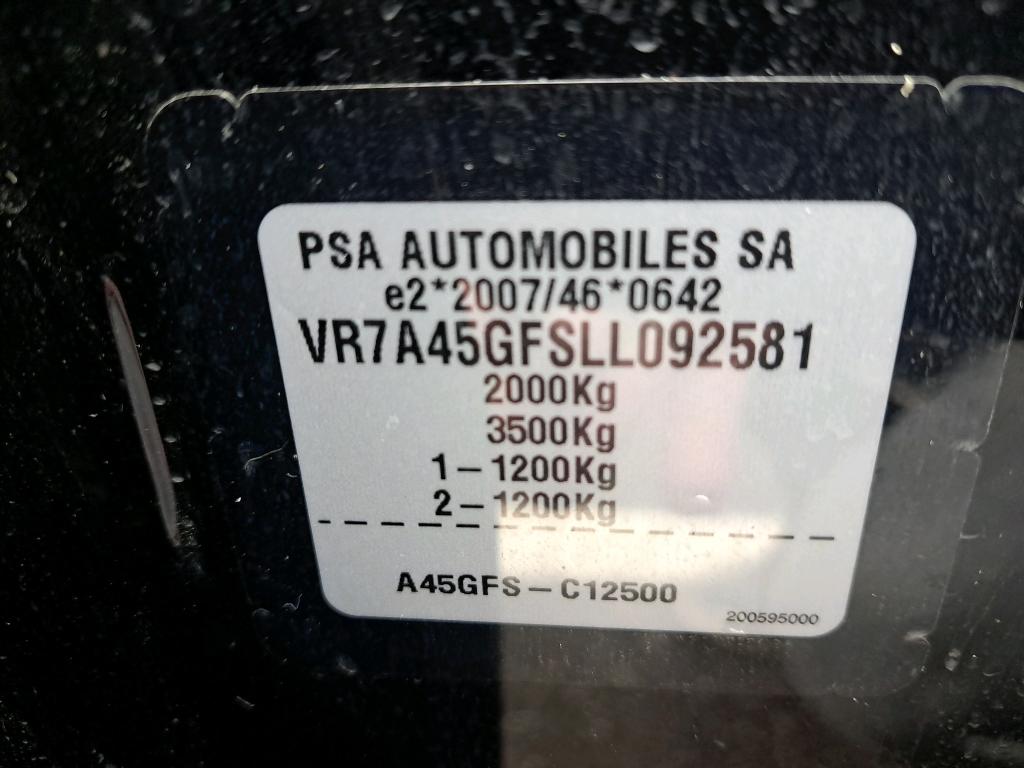 PSA AUTOMOBILES SA
e2*2007/46*0642
VR7A45GFSLL092581
2000Kg
3500Kg
1-1200Kg
2-1200Kg
A45GFS-C12500
200595000